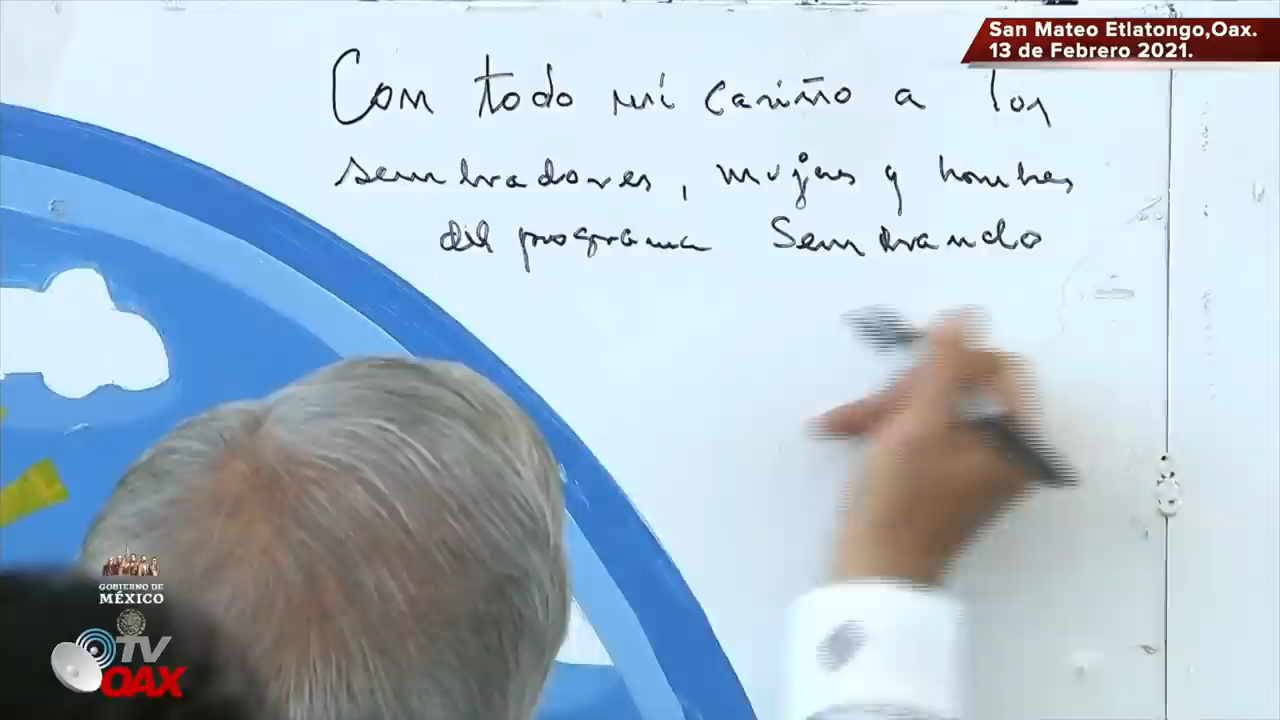 San Mateo Etlatongo,Oax.
13 de Febrero 2021.
Con todo mi cariño a los
sembradores, mujeres y hombres
del programa Sembrando
GOBIERNO DE
MÉXICO
TV
OAX